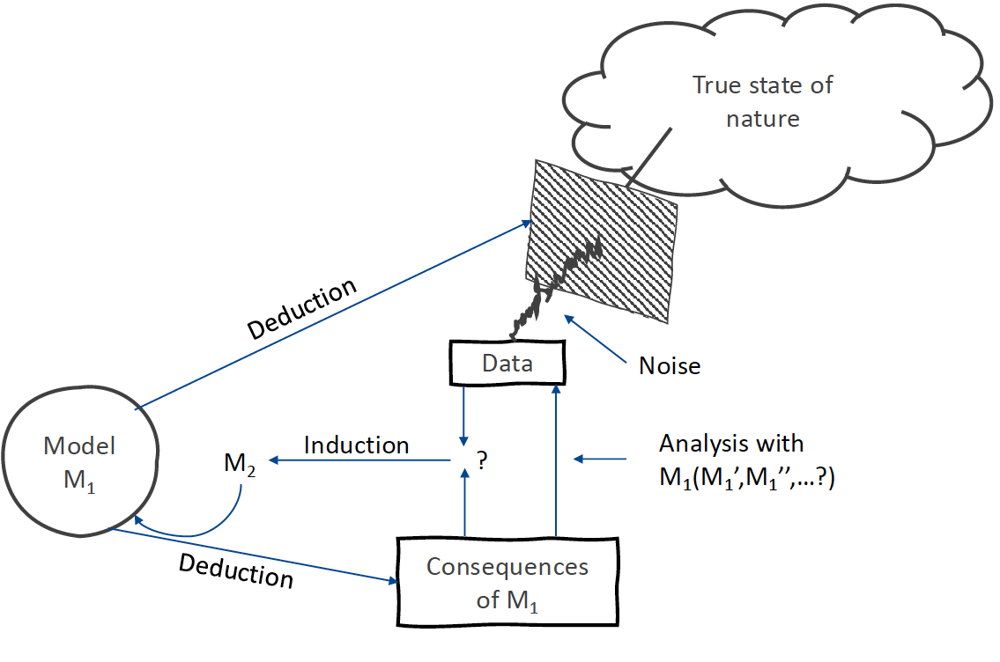 True state of
nature
Deduction
Data
Noise
Model
M₁
Induction
M₂
?
Analysis with
M₁(M₁’,M₁’’,...?)
Deduction
Consequences
of M₁